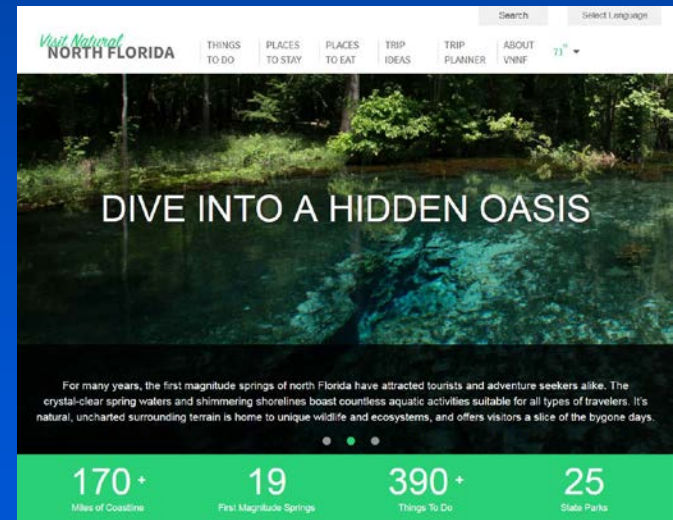 Search Select Language
Visit Natural
NORTH FLORIDA
THINGS TO DO
PLACES TO STAY
PLACES TO EAT
TRIP IDEAS
TRIP PLANNER
ABOUT VNNF
71°
DIVE INTO A HIDDEN OASIS
For many years, the first magnitude springs of north Florida have attracted tourists and adventure seekers alike. The
crystal-clear spring waters and shimmering shorelines boast countless aquatic activities suitable for all types of travelers. It's
natural, uncharted surrounding terrain is home to unique wildlife and ecosystems, and offers visitors a slice of the bygone days.
170+ 19 390+ 25
Miles of Coastline First Magnitude Springs Things To Do State Parks